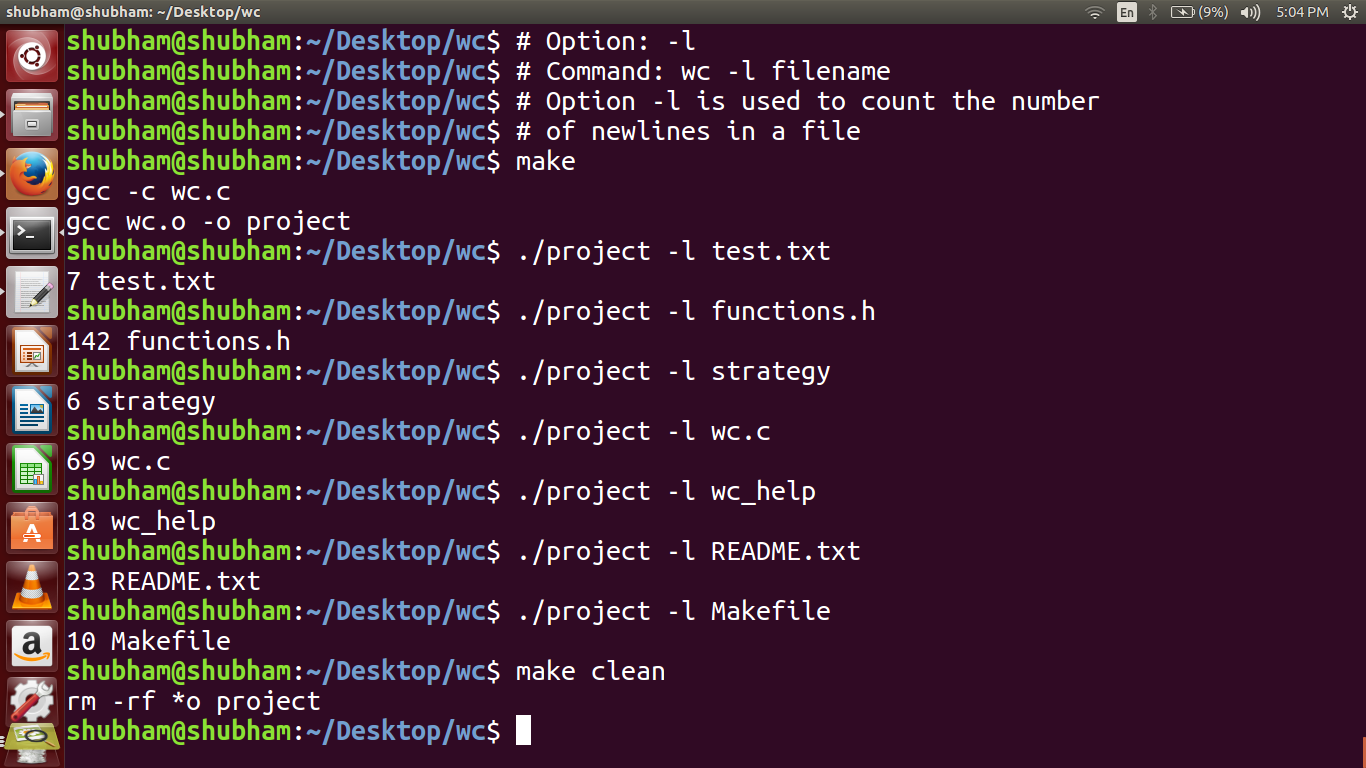 shubham@shubham: ~/Desktop/wc
En
(9%)
5:04 PM
shubham@shubham:~/Desktop/wc$ # Option: -l
shubham@shubham:~/Desktop/wc$ # Command: wc -l filename
shubham@shubham:~/Desktop/wc$ # Option -l is used to count the number
shubham@shubham:~/Desktop/wc$ # of newlines in a file
shubham@shubham:~/Desktop/wc$ make
gcc -c wc.c
gcc wc.o -o project
shubham@shubham:~/Desktop/wc$ ./project -l test.txt
7 test.txt
shubham@shubham:~/Desktop/wc$ ./project -l functions.h
142 functions.h
shubham@shubham:~/Desktop/wc$ ./project -l strategy
6 strategy
shubham@shubham:~/Desktop/wc$ ./project -l wc.c
69 wc.c
shubham@shubham:~/Desktop/wc$ ./project -l wc_help
18 wc_help
shubham@shubham:~/Desktop/wc$ ./project -l README.txt
23 README.txt
shubham@shubham:~/Desktop/wc$ ./project -l Makefile
10 Makefile
shubham@shubham:~/Desktop/wc$ make clean
rm -rf *o project
shubham@shubham:~/Desktop/wc$